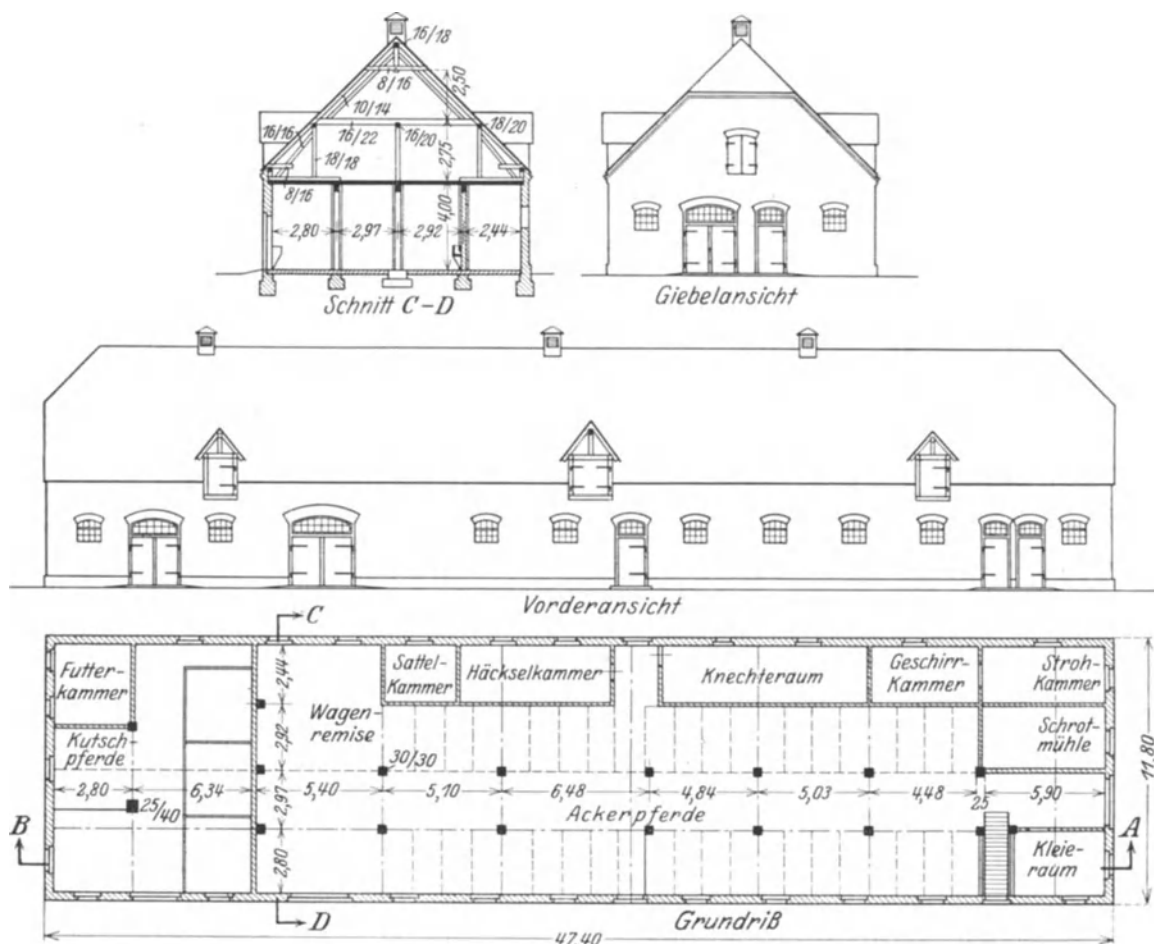 16/18
8/16
2,50
10/14
16/16
16/22
16/20
18/20
18/18
2,75
8/16
4,00
2,80
2,97
2,92
2,44
Schnitt C-D
Giebelansicht
Vorderansicht
C
Futter-
kammer
2,44
Sattel-
Kammer
Häckselkammer
Knechteraum
Geschirr-
Kammer
Stroh-
Kammer
Wagen-
remise
2,92
Schrot-
mühle
Kutsch-
pferde
30/30
11,80
2,80
6,34
2,97
5,40
5,10
6,48
4,84
5,03
4,48
25
5,90
25/40
Ackerpferde
B
A
2,80
Kleie-
raum
D
Grundriß
47,40